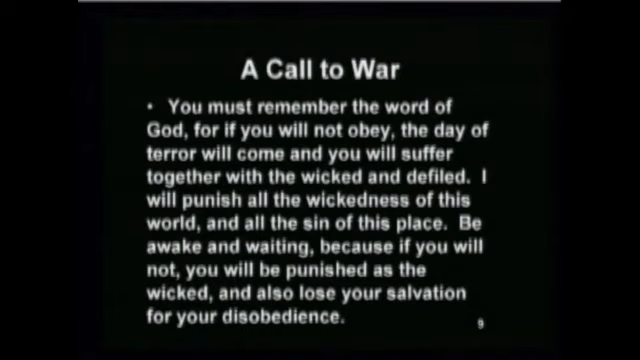 A Call to War
• You must remember the word of
God, for if you will not obey, the day of
terror will come and you will suffer
together with the wicked and defiled. I
will punish all the wickedness of this
world, and all the sin of this place. Be
awake and waiting, because if you will
not, you will be punished as the
wicked, and also lose your salvation
for your disobedience.
9